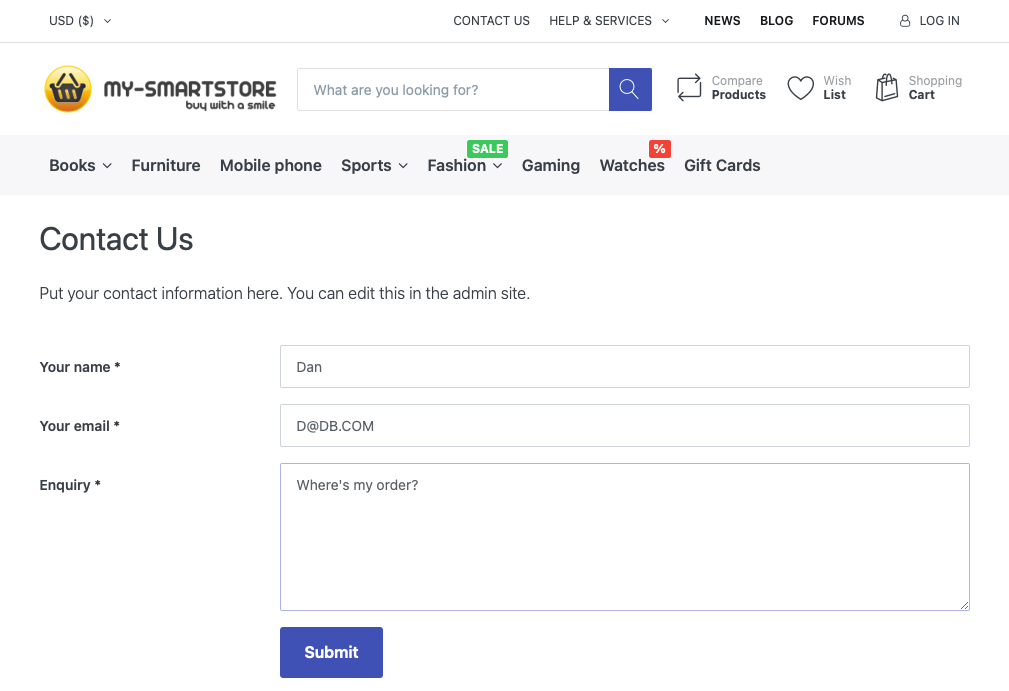 USD ($) CONTACT US HELP & SERVICES NEWS BLOG FORUMS LOG IN
MY-SMARTSTORE
buy with a smile
What are you looking for?
Compare
Products
Wish
List
Shopping
Cart
SALE %
Books Furniture Mobile phone Sports Fashion Gaming Watches Gift Cards
Contact Us
Put your contact information here. You can edit this in the admin site.
Your name * Dan
Your email * D@DB.COM
Enquiry * Where's my order?
Submit